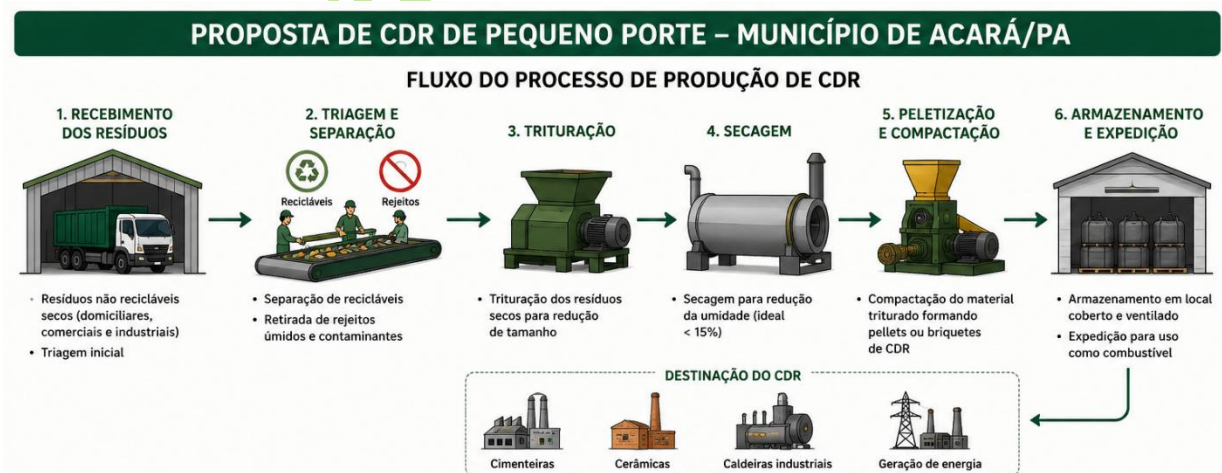 PROPOSTA DE CDR DE PEQUENO PORTE – MUNICÍPIO DE ACARÁ/PA
FLUXO DO PROCESSO DE PRODUÇÃO DE CDR
1. RECEBIMENTO
DOS RESÍDUOS
• Resíduos não recicláveis
secos (domiciliares,
comerciais e industriais)
• Triagem inicial
2. TRIAGEM E
SEPARAÇÃO
Recicláveis
Rejeitos
• Separação de recicláveis
• Retirada de rejeitos
úmidos e contaminantes
3. TRITURAÇÃO
• Trituração dos resíduos
secos para redução
de tamanho
4. SECAGEM
• Secagem para redução
da umidade (ideal
< 15%)
5. PELETIZAÇÃO
E COMPACTAÇÃO
• Compactação do material
triturado formando
pellets ou briquetes
de CDR
6. ARMAZENAMENTO
E EXPEDIÇÃO
• Armazenamento em local
coberto e ventilado
• Expedição para uso
como combustível
DESTINAÇÃO DO CDR
Cimenteiras
Cerâmicas
Caldeiras industriais
Geração de energia